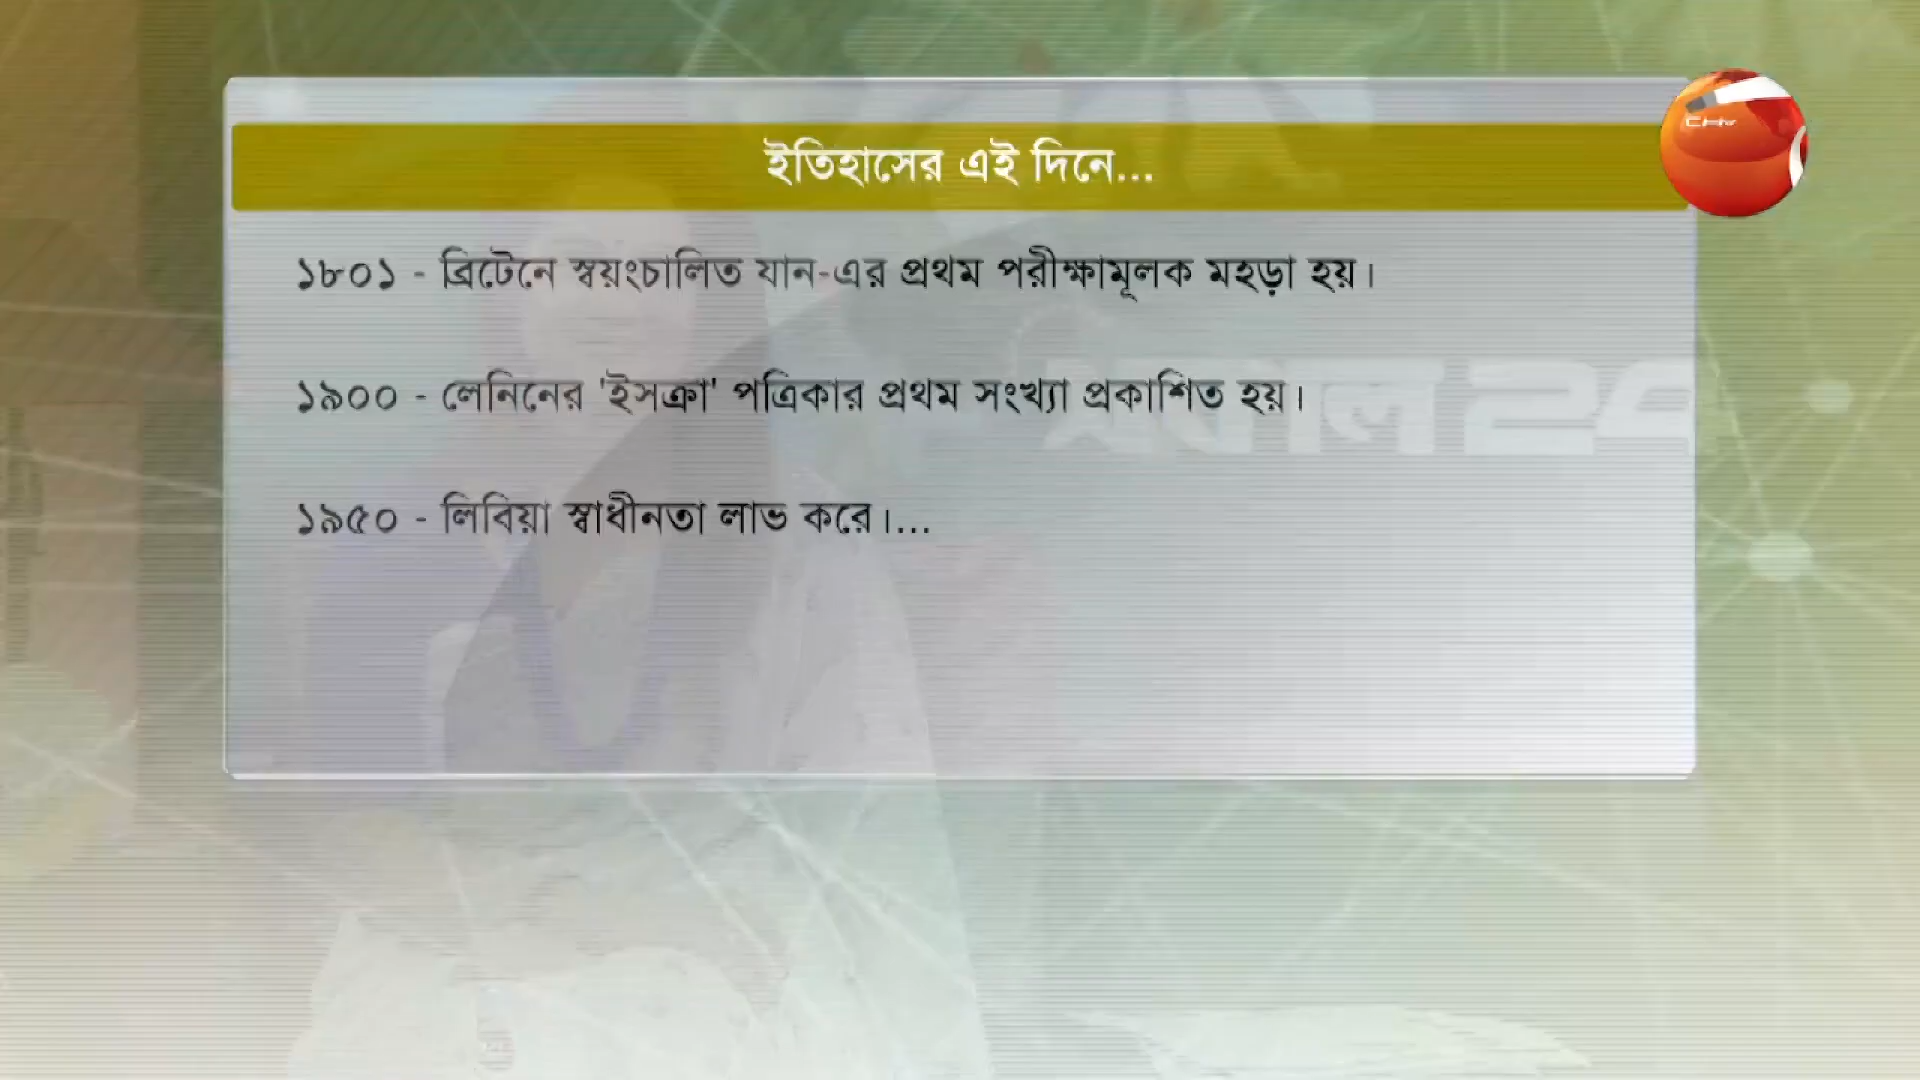 ইতিহাসের এই দিনে...
১৮০১ - ব্রিটেনে স্বয়ংচালিত যান-এর প্রথম পরীক্ষামূলক মহড়া হয়।
১৯০০ - লেনিনের 'ইসক্রা' পত্রিকার প্রথম সংখ্যা প্রকাশিত হয়।
১৯৫০ - লিবিয়া স্বাধীনতা লাভ করে।...
24